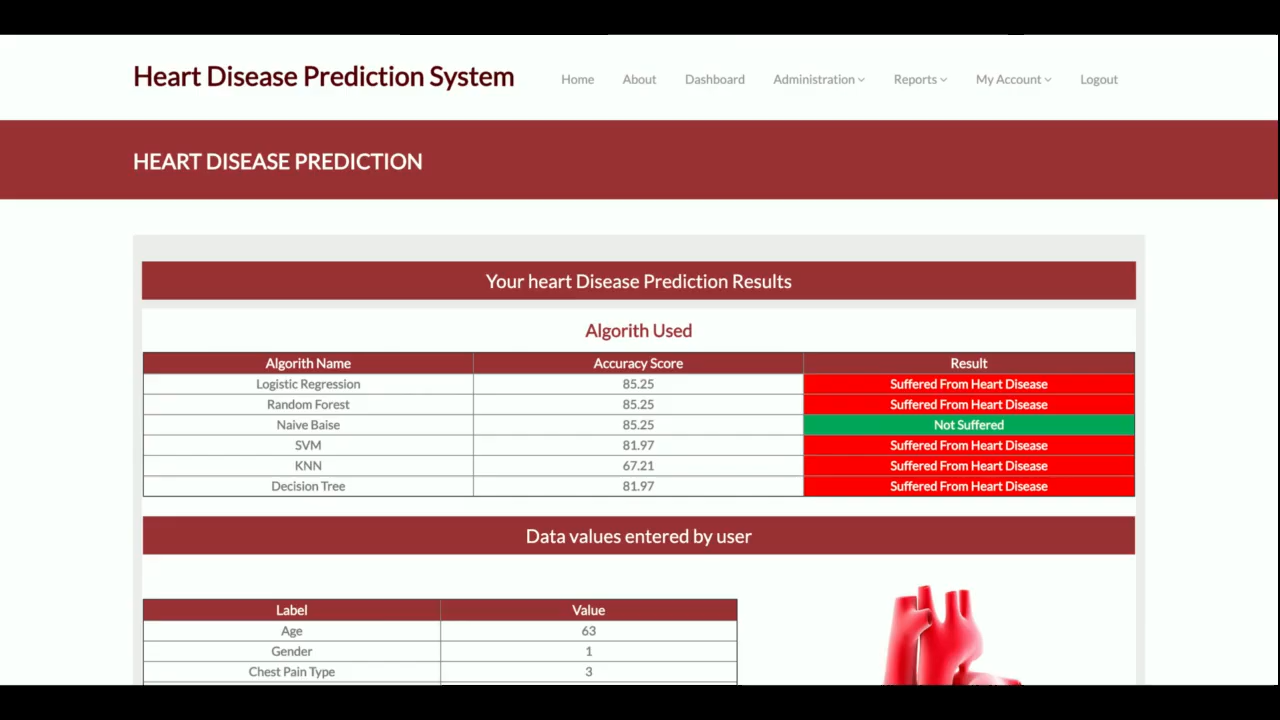 Heart Disease Prediction System Home About Dashboard Administration Reports My Account Logout
HEART DISEASE PREDICTION
Your heart Disease Prediction Results
Algorith Used
Algorith Name Accuracy Score Result
Logistic Regression 85.25 Suffered From Heart Disease
Random Forest 85.25 Suffered From Heart Disease
Naive Baise 85.25 Not Suffered
SVM 81.97 Suffered From Heart Disease
KNN 67.21 Suffered From Heart Disease
Decision Tree 81.97 Suffered From Heart Disease
Data values entered by user
Label Value
Age 63
Gender 1
Chest Pain Type 3